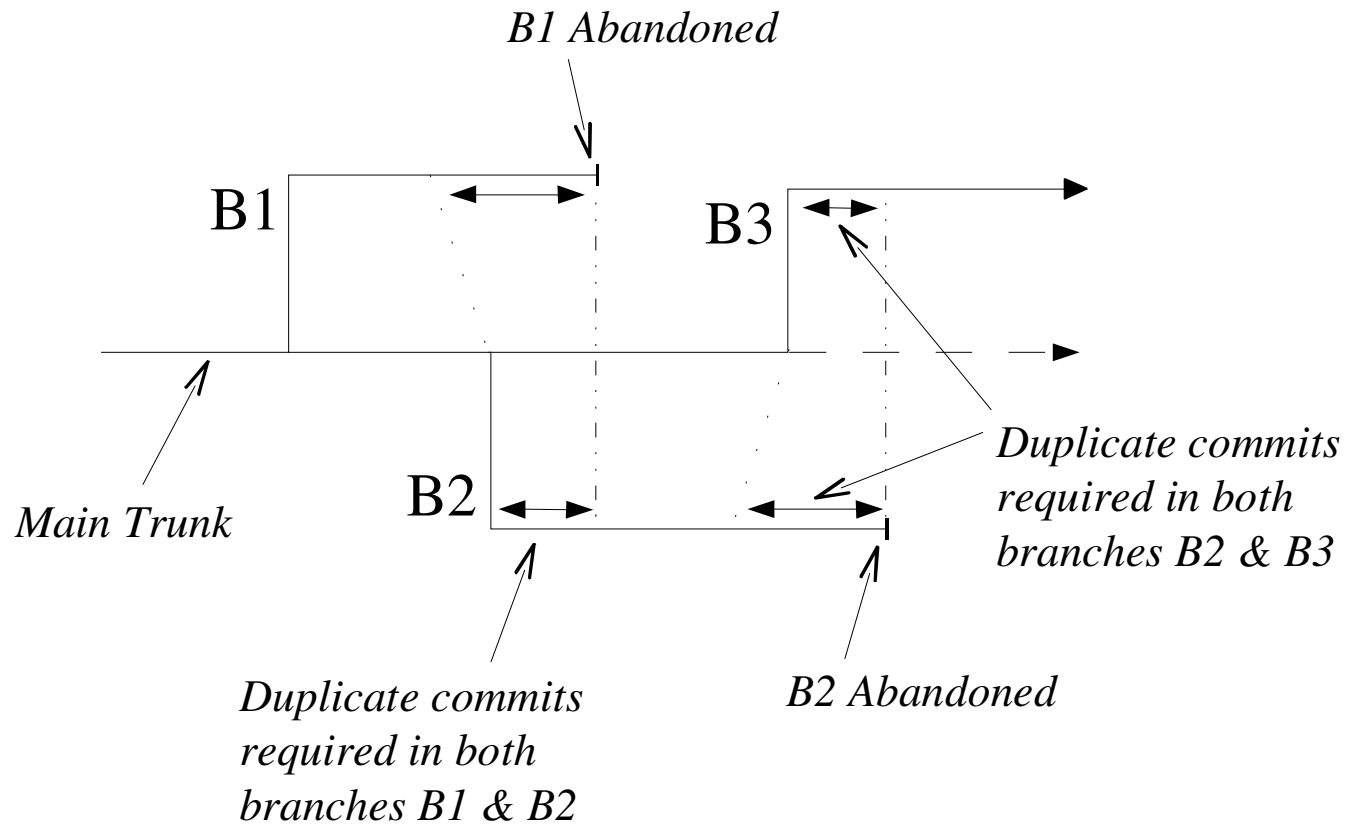 B1 Abandoned
B1
B3
Main Trunk
B2
Duplicate commits
required in both
branches B2 & B3
Duplicate commits
required in both
branches B1 & B2
B2 Abandoned